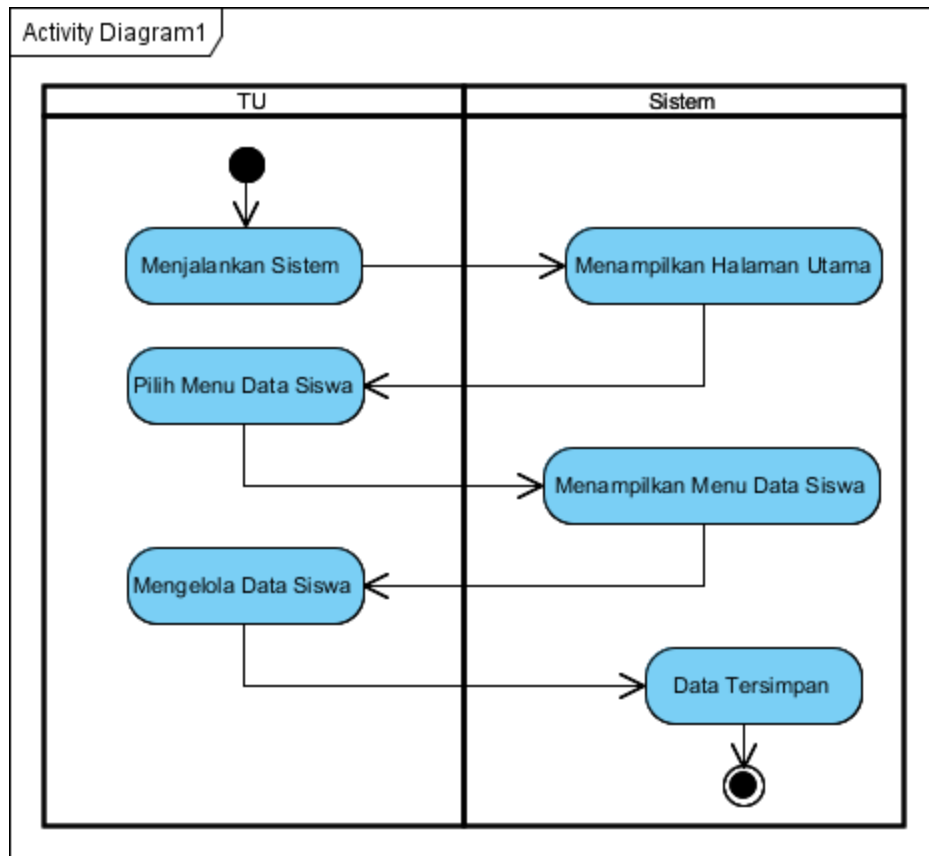 Activity Diagram1
TU
Sistem
Menjalankan Sistem
Menampilkan Halaman Utama
Pilih Menu Data Siswa
Menampilkan Menu Data Siswa
Mengelola Data Siswa
Data Tersimpan